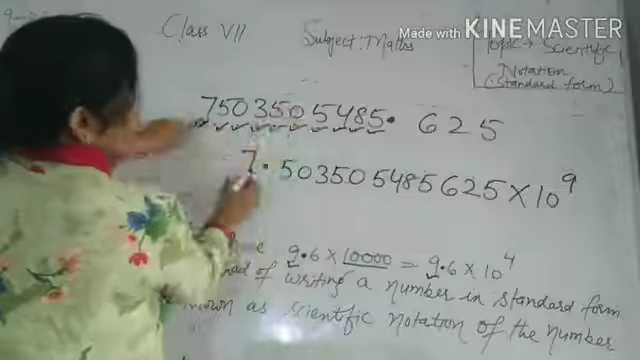 Class VII
Subject: Maths
Made with KINEMASTER
Topic → Scientific
Notation
(Standard form)
7503505485.625
7.503505485625 × 10⁹
9.6 × 10000 = 9.6 × 10⁴
of writing a number in standard form
known as scientific notation of the number